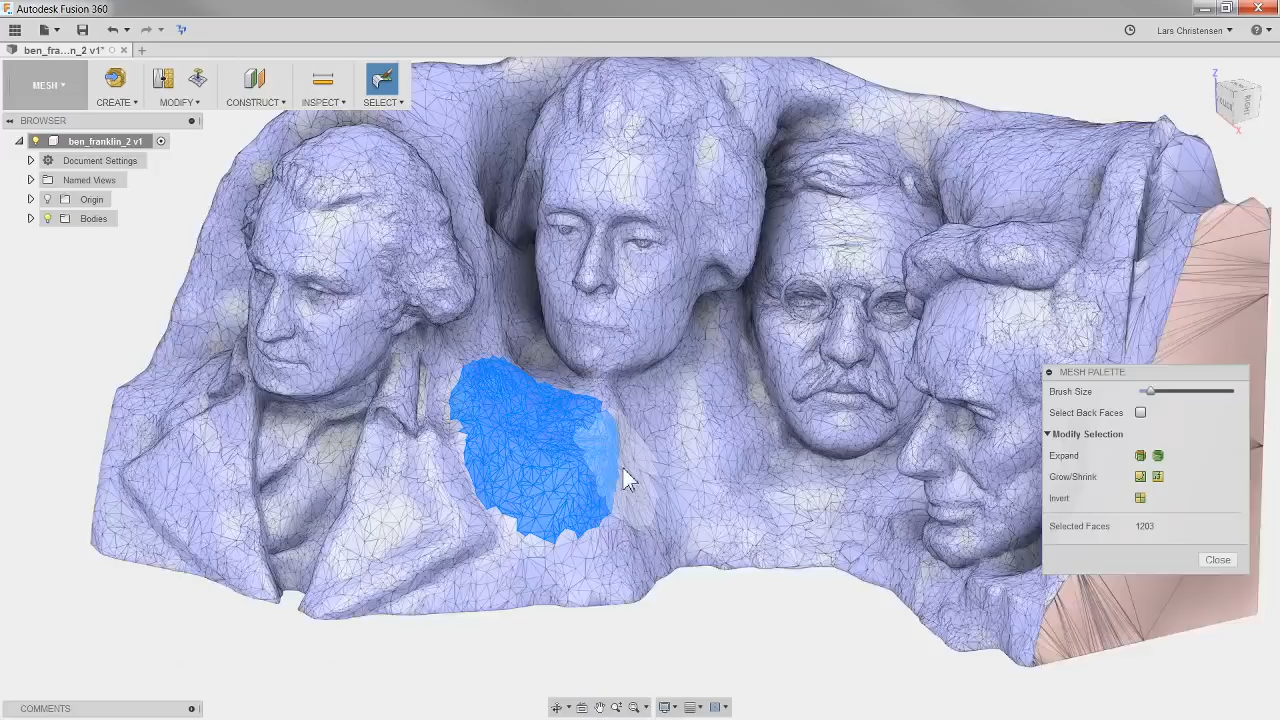 Autodesk Fusion 360
Lars Christensen
ben_fra...n_2 v1*
MESH
CREATE
MODIFY
CONSTRUCT
INSPECT
SELECT
BROWSER
ben_franklin_2 v1
Document Settings
Named Views
Origin
Bodies
Z
RIGHT
X
MESH PALETTE
Brush Size
Select Back Faces
Modify Selection
Expand
Grow/Shrink
Invert
Selected Faces 1203
Close
COMMENTS